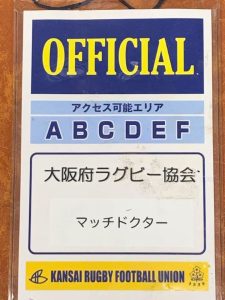 OFFICIAL
アクセス可能エリア
ABCDEF
大阪府ラグビー協会
マッチドクター
KANSAI RUGBY FOOTBALL UNION